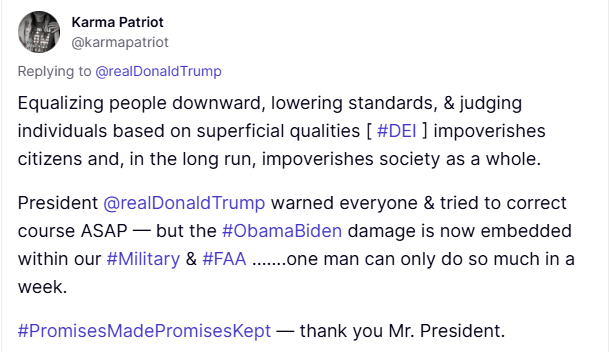 Karma Patriot
@karmapatriot
Replying to @realDonaldTrump
Equalizing people downward, lowering standards, & judging
individuals based on superficial qualities [ #DEI ] impoverishes
citizens and, in the long run, impoverishes society as a whole.
President @realDonaldTrump warned everyone & tried to correct
course ASAP — but the #ObamaBiden damage is now embedded
within our #Military & #FAA .......one man can only do so much in a
week.
#PromisesMadePromisesKept — thank you Mr. President.